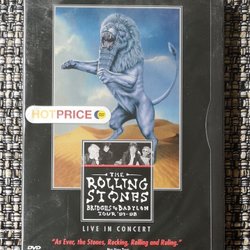 HOTPRICE
THE
ROLLING
STONES
BRIDGES TO BABYLON
TOUR '97-98
LIVE IN CONCERT
"As Ever, the Stones, Rocking, Rolling and Ruling."
DVD